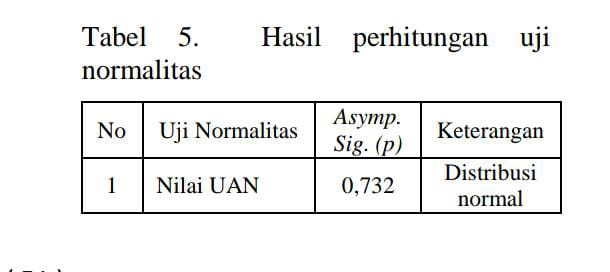 Tabel 5. Hasil perhitungan uji
normalitas
No Uji Normalitas Asymp. Sig. (p) Keterangan
1 Nilai UAN 0,732 Distribusi normal